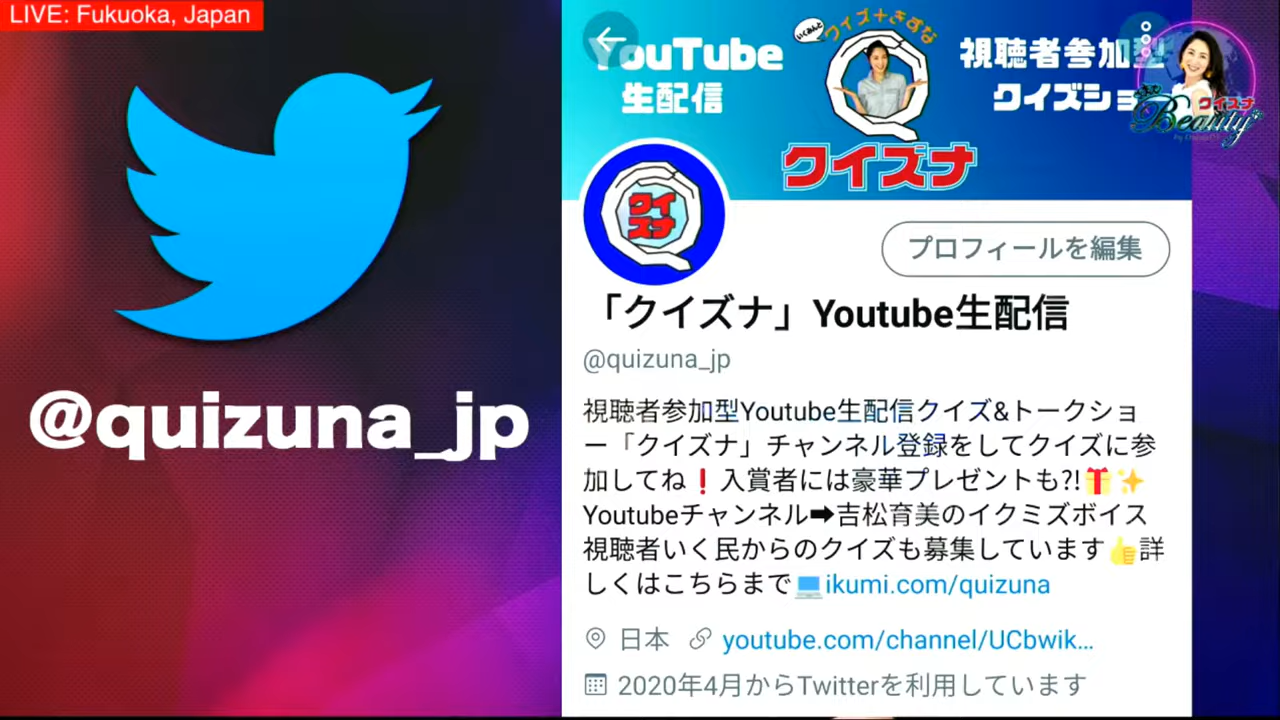 LIVE: Fukuoka, Japan
@quizuna_jp
YouTube
生配信
いくみんと
クイズ+きずな
クイズナ
視聴者参加型
クイズショ
クイズナ
Beauty
クイズナ
プロフィールを編集
「クイズナ」Youtube生配信
@quizuna_jp
視聴者参加型Youtube生配信クイズ&トークショ
ー「クイズナ」チャンネル登録をしてクイズに参
加してね❗入賞者には豪華プレゼントも⁈🎁✨
Youtubeチャンネル➡吉松育美のイクミズボイス
視聴者いく民からのクイズも募集しています👍詳
しくはこちらまで💻ikumi.com/quizuna
日本 youtube.com/channel/UCbwik...
2020年4月からTwitterを利用しています